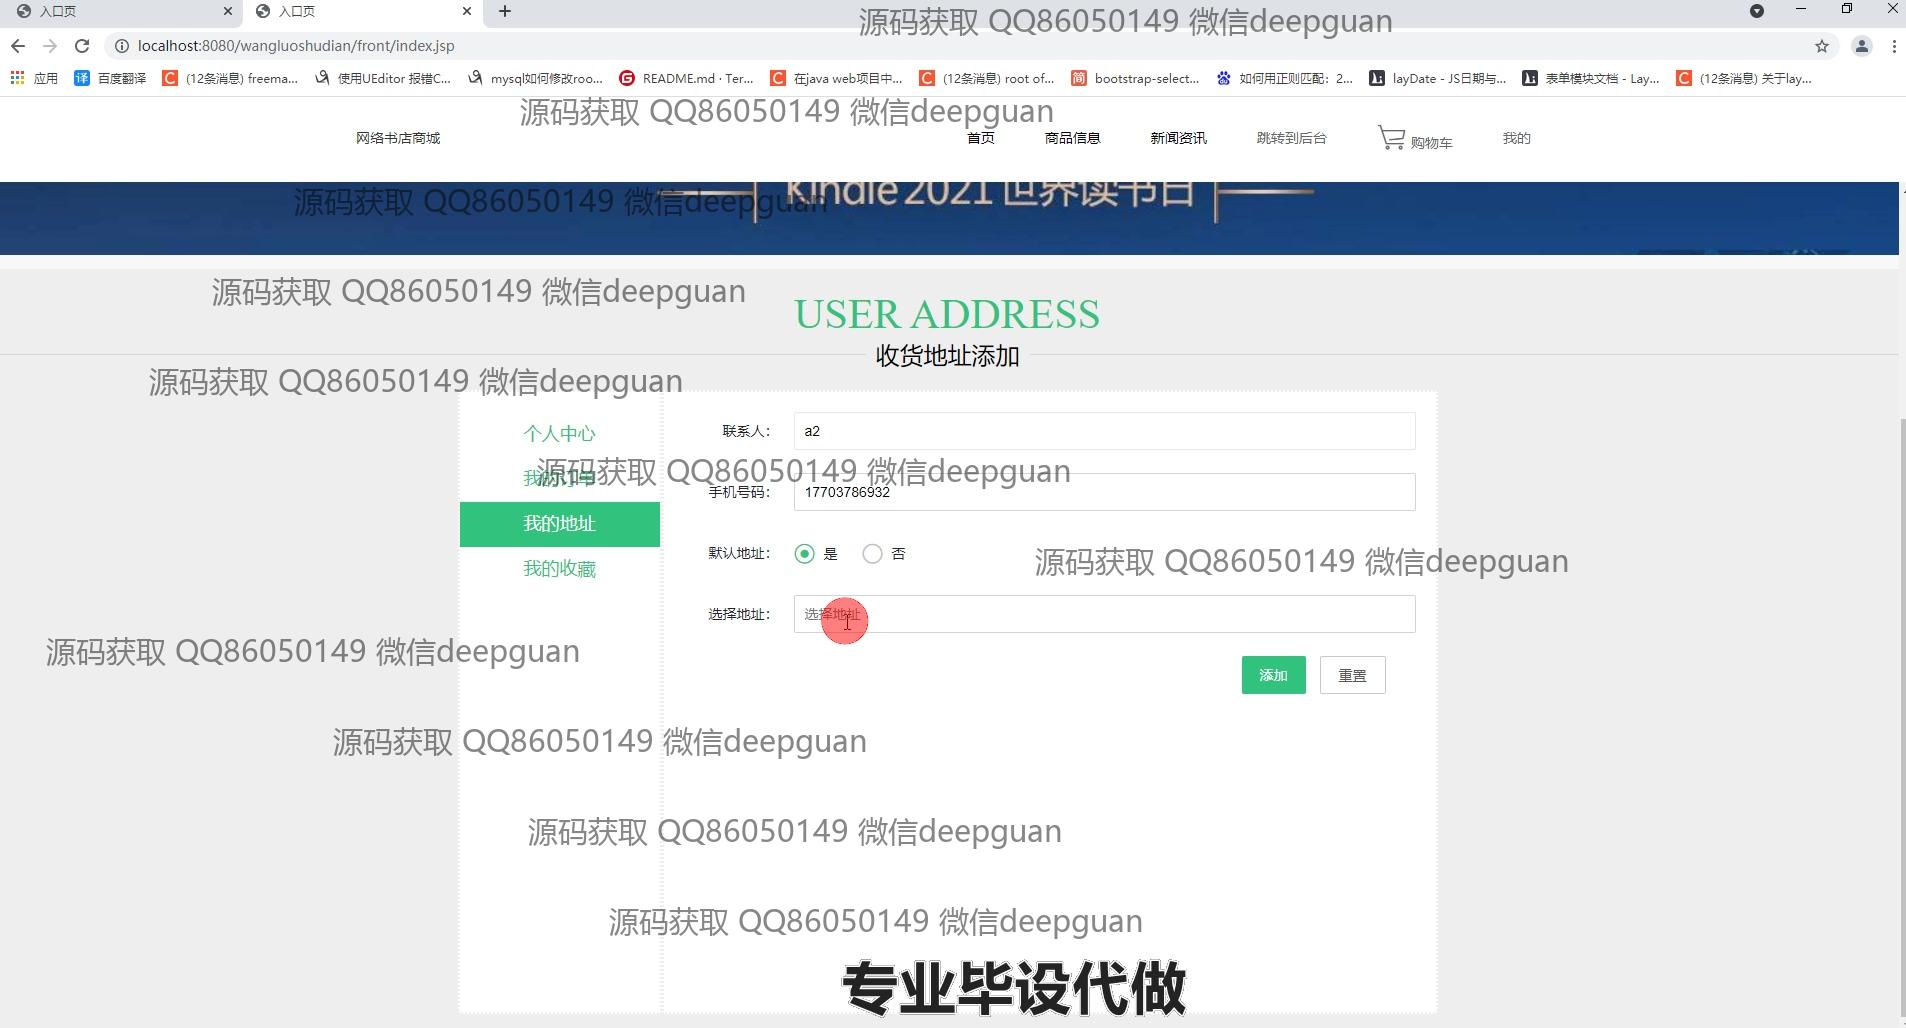 入口页
入口页
源码获取 QQ86050149 微信deepguan
localhost:8080/wangluoshudian/front/index.jsp
应用
百度翻译
(12条消息) freema...
使用UEditor 报错C...
mysql如何修改roo...
README.md · Ter...
在java web项目中...
(12条消息) root of...
bootstrap-select...
如何用正则匹配：2...
layDate - JS日期与...
表单模块文档 - Lay...
(12条消息) 关于lay...
源码获取 QQ86050149 微信deepguan
网络书店商城
首页
商品信息
新闻资讯
跳转到后台
购物车
我的
Kindle 2021 世界读书日
源码获取 QQ86050149 微信deepguan
源码获取 QQ86050149 微信deepguan
USER ADDRESS
收货地址添加
源码获取 QQ86050149 微信deepguan
个人中心
联系人：
a2
我的订单
源码获取 QQ86050149 微信deepguan
手机号码：
17703786932
我的地址
默认地址：
是
否
源码获取 QQ86050149 微信deepguan
我的收藏
选择地址：
选择地址
源码获取 QQ86050149 微信deepguan
添加
重置
源码获取 QQ86050149 微信deepguan
源码获取 QQ86050149 微信deepguan
源码获取 QQ86050149 微信deepguan
专业毕设代做